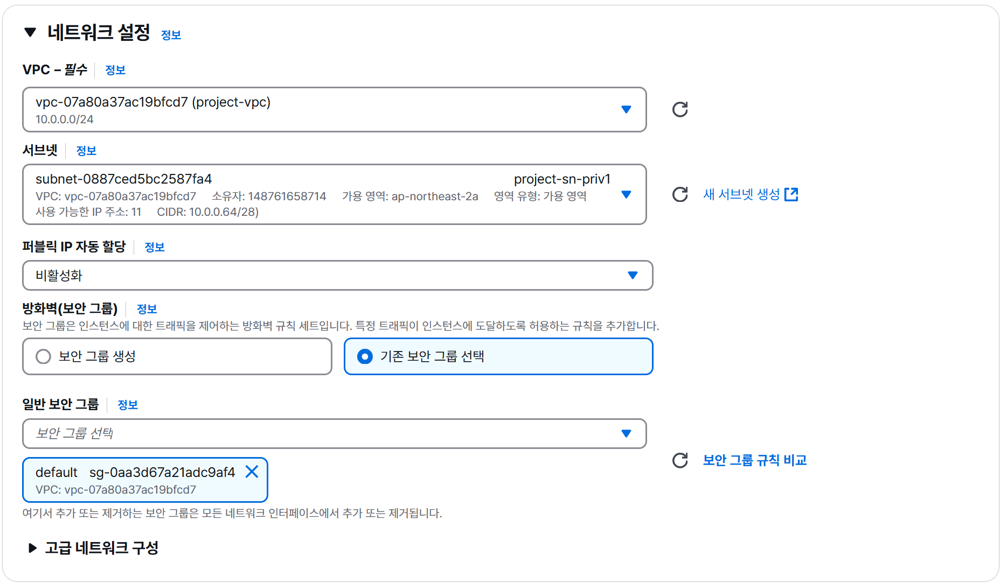 네트워크 설정 정보
VPC – 필수 정보
vpc-07a80a37ac19bfcd7 (project-vpc)
10.0.0.0/24
서브넷 정보
subnet-0887ced5bc2587fa4 project-sn-priv1
VPC: vpc-07a80a37ac19bfcd7 소유자: 148761658714 가용 영역: ap-northeast-2a 영역 유형: 가용 영역
사용 가능한 IP 주소: 11 CIDR: 10.0.0.64/28)
새 서브넷 생성
퍼블릭 IP 자동 할당 정보
비활성화
방화벽(보안 그룹) 정보
보안 그룹은 인스턴스에 대한 트래픽을 제어하는 방화벽 규칙 세트입니다. 특정 트래픽이 인스턴스에 도달하도록 허용하는 규칙을 추가합니다.
보안 그룹 생성 기존 보안 그룹 선택
일반 보안 그룹 정보
보안 그룹 선택
default sg-0aa3d67a21adc9af4
VPC: vpc-07a80a37ac19bfcd7
보안 그룹 규칙 비교
여기서 추가 또는 제거하는 보안 그룹은 모든 네트워크 인터페이스에서 추가 또는 제거됩니다.
고급 네트워크 구성